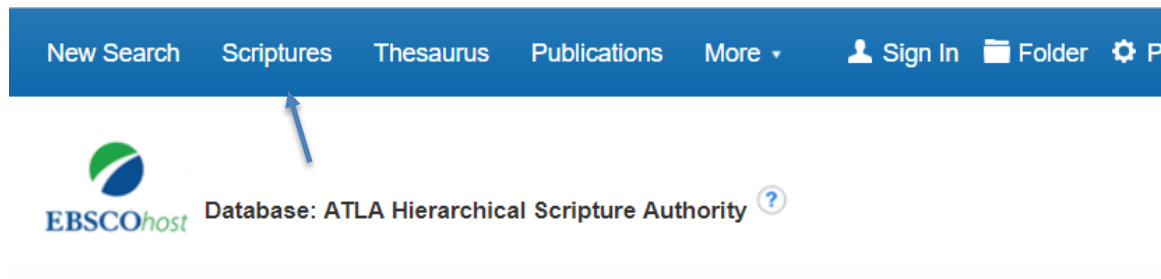 New Search Scriptures Thesaurus Publications More Sign In Folder P
EBSCOhost
Database: ATLA Hierarchical Scripture Authority ?